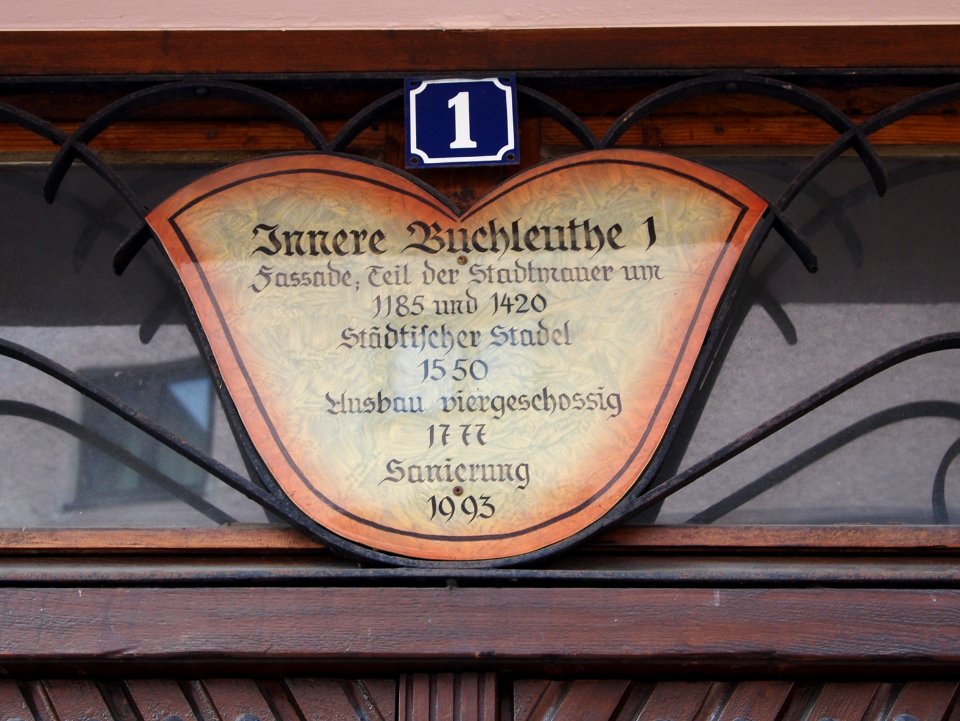 1
Innere Buchleuthe 1
Fassade, Teil der Stadtmauer um
1185 und 1420
Städtiſcher Stadel
1550
Ausbau viergeschossig
1777
Sanierung
1993